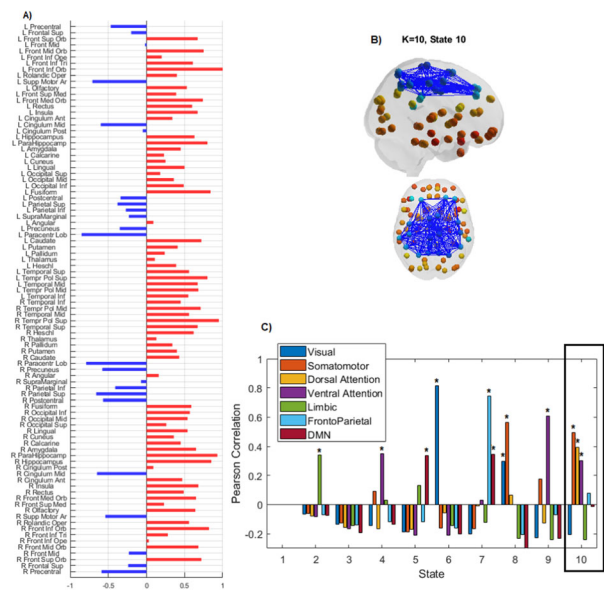 A)
L Precentral
L Frontal Sup
L Front Sup Orb
L Front Mid
L Front Mid Orb
L Front Inf Ope
L Front Inf Tri
L Front Inf Orb
L Rolandic Oper
L Supp Motor Ar
L Olfactory
L Front Sup Med
L Front Med Orb
L Rectus
L Insula
L Cingulum Ant
L Cingulum Mid
L Cingulum Post
L Hippocampus
L ParaHippocamp
L Amygdala
L Calcarine
L Cuneus
L Lingual
L Occipital Sup
L Occipital Mid
L Occipital Inf
L Fusiform
L Postcentral
L Parietal Sup
L Parietal Inf
L SupraMarginal
L Angular
L Precuneus
L Paracentr Lob
L Caudate
L Putamen
L Pallidum
L Thalamus
L Heschl
L Temporal Sup
L Tempr Pol Sup
L Temporal Mid
L Tempr Pol Mid
L Temporal Inf
R Temporal Inf
R Tempr Pol Mid
R Temporal Mid
R Tempr Pol Sup
R Temporal Sup
R Heschl
R Thalamus
R Pallidum
R Putamen
R Caudate
R Paracentr Lob
R Precuneus
R Angular
R SupraMarginal
R Parietal Inf
R Parietal Sup
R Postcentral
R Fusiform
R Occipital Inf
R Occipital Mid
R Occipital Sup
R Lingual
R Cuneus
R Calcarine
R Amygdala
R ParaHippocamp
R Hippocampus
R Cingulum Post
R Cingulum Mid
R Cingulum Ant
R Insula
R Rectus
R Front Med Orb
R Front Sup Med
R Olfactory
R Supp Motor Ar
R Rolandic Oper
R Front Inf Orb
R Front Inf Tri
R Front Inf Ope
R Front Mid Orb
R Front Mid
R Front Sup Orb
R Frontal Sup
R Precentral
-1 -0.5 0 0.5 1
B)
K=10, State 10
C)
Visual
Somatomotor
Dorsal Attention
Ventral Attention
Limbic
FrontoParietal
DMN
Pearson Correlation
1
0.8
0.6
0.4
0.2
0
-0.2
* * * * * * * * * * * *
1 2 3 4 5 6 7 8 9 10
State